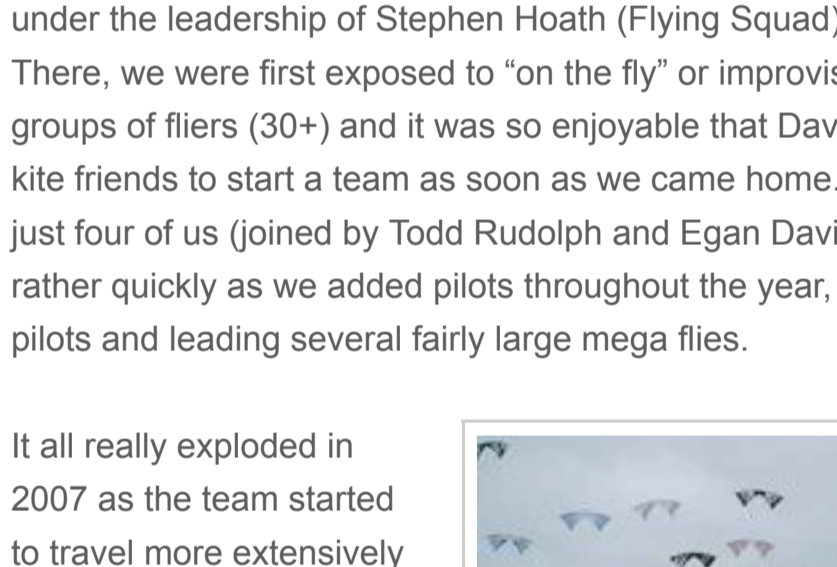 under the leadership of Stephen Hoath (Flying Squad)
There, we were first exposed to “on the fly” or
groups of fliers (30+) and it was so enjoyable that
kite friends to start a team as soon as we came home.
just four of us (joined by Todd Rudolph and Egan
rather quickly as we added pilots throughout the year,
pilots and leading several fairly large mega flies.
It all really exploded in
2007 as the team started
to travel more extensively